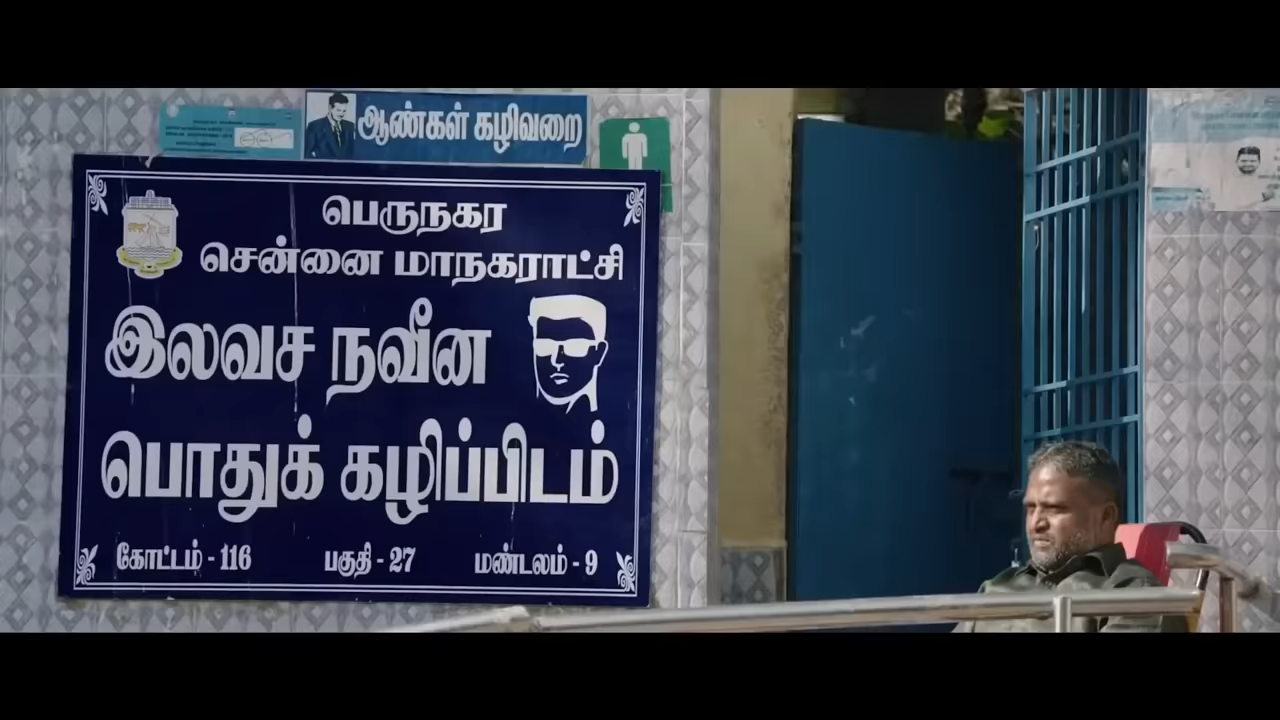 ஆண்கள் கழிவறை
பெருநகர
சென்னை மாநகராட்சி
இலவச நவீன
பொதுக் கழிப்பிடம்
கோட்டம் - 116 பகுதி - 27 மண்டலம் - 9